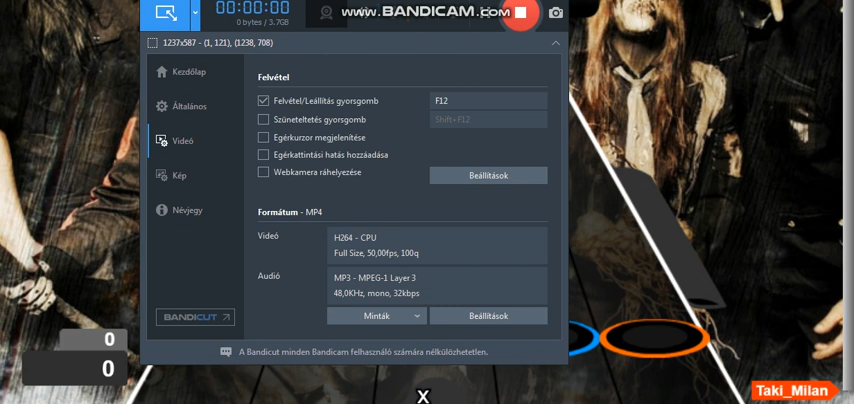 00:00:00
0 bytes / 3.7GB
www.BANDICAM.com
1237x587 - (1, 121), (1238, 708)
Kezdőlap
Általános
Videó
Kép
Névjegy
BANDICUT
Felvétel
Felvétel/Leállítás gyorsgomb
F12
Szüneteltetés gyorsgomb
Shift+F12
Egérkurzor megjelenítése
Egérkattintási hatás hozzáadása
Webkamera ráhelyezése
Beállítások
Formátum - MP4
Videó
H264 - CPU
Full Size, 50,00fps, 100q
Audió
MP3 - MPEG-1 Layer 3
48,0KHz, mono, 32kbps
Minták
Beállítások
A Bandicut minden Bandicam felhasználó számára nélkülözhetetlen.
0
0
X
Taki_Milan